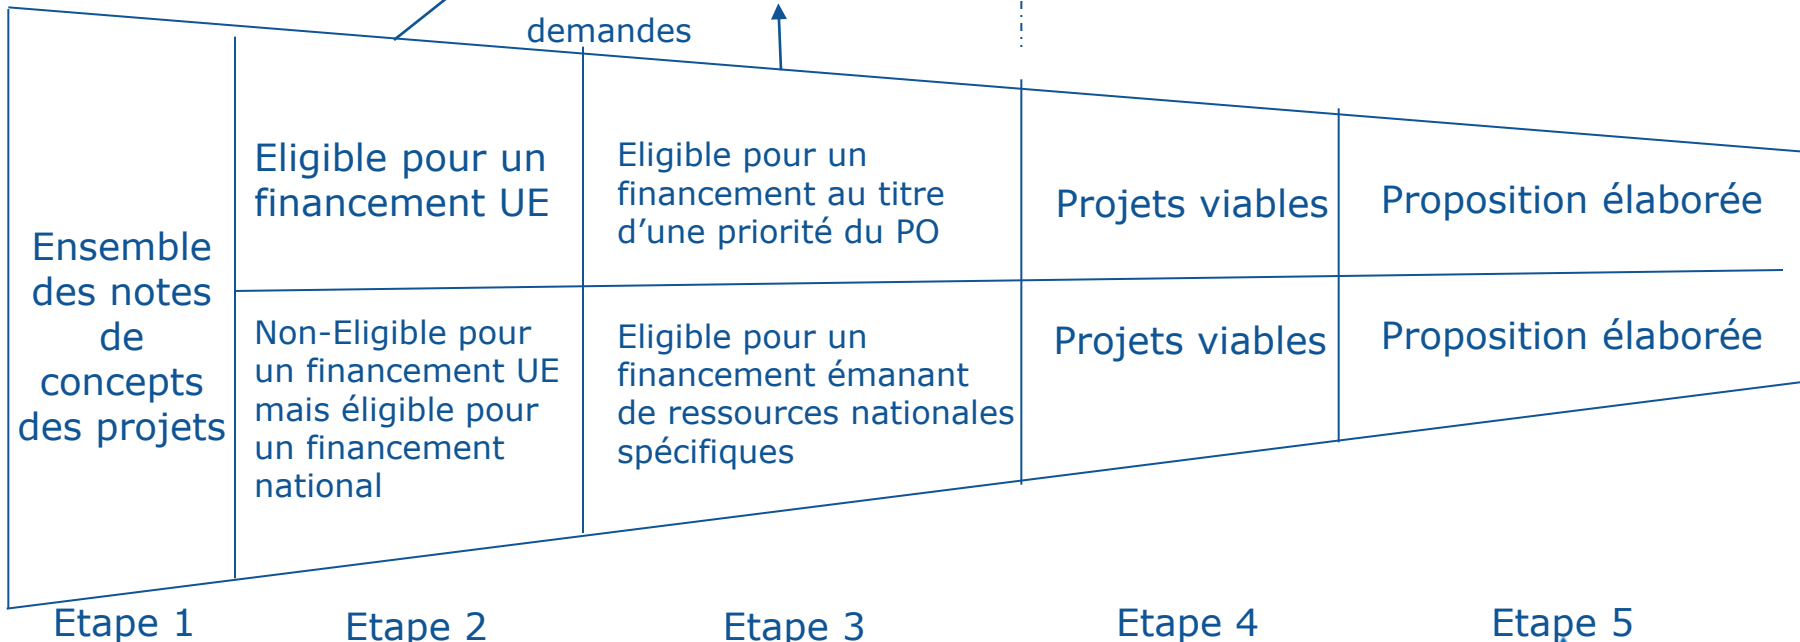 demandes
Ensemble
des notes
de
concepts
des projets
Eligible pour un
financement UE
Non-Eligible pour
un financement UE
mais éligible pour
un financement
national
Eligible pour un
financement au titre
d’une priorité du PO
Eligible pour un
financement émanant
de ressources nationales
spécifiques
Projets viables
Projets viables
Proposition élaborée
Proposition élaborée
Etape 1
Etape 2
Etape 3
Etape 4
Etape 5